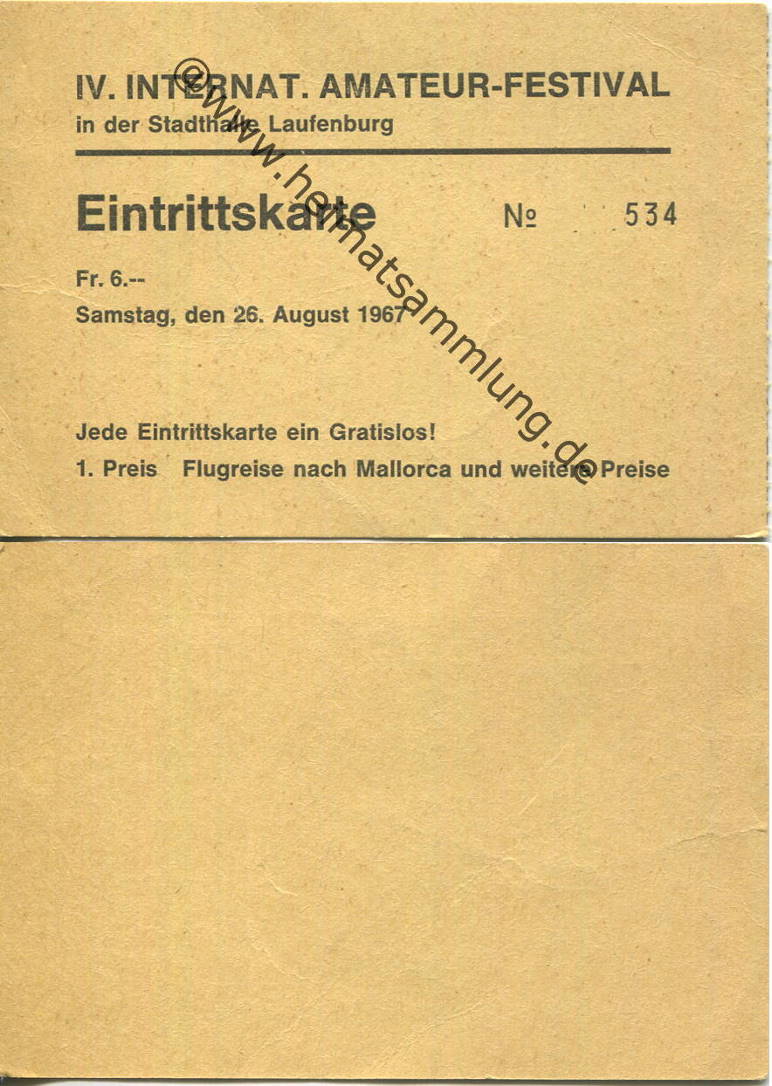 IV. INTERNAT. AMATEUR-FESTIVAL
in der Stadthalle Laufenburg
Eintrittskarte № 534
Fr. 6.--
Samstag, den 26. August 1967
Jede Eintrittskarte ein Gratislos!
1. Preis Flugreise nach Mallorca und weitere Preise
@www.heimatsammlung.de